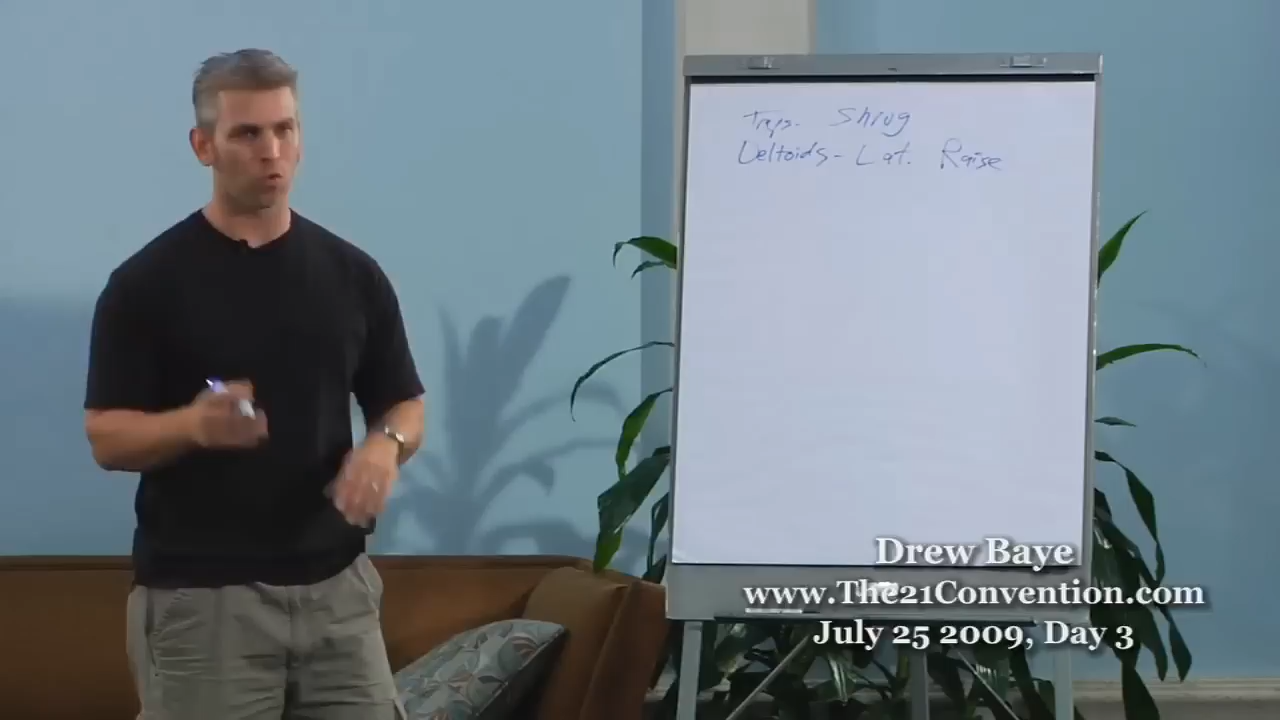 Traps. Shrug
Deltoids - Lat. Raise
Drew Baye
www.The21Convention.com
July 25 2009, Day 3